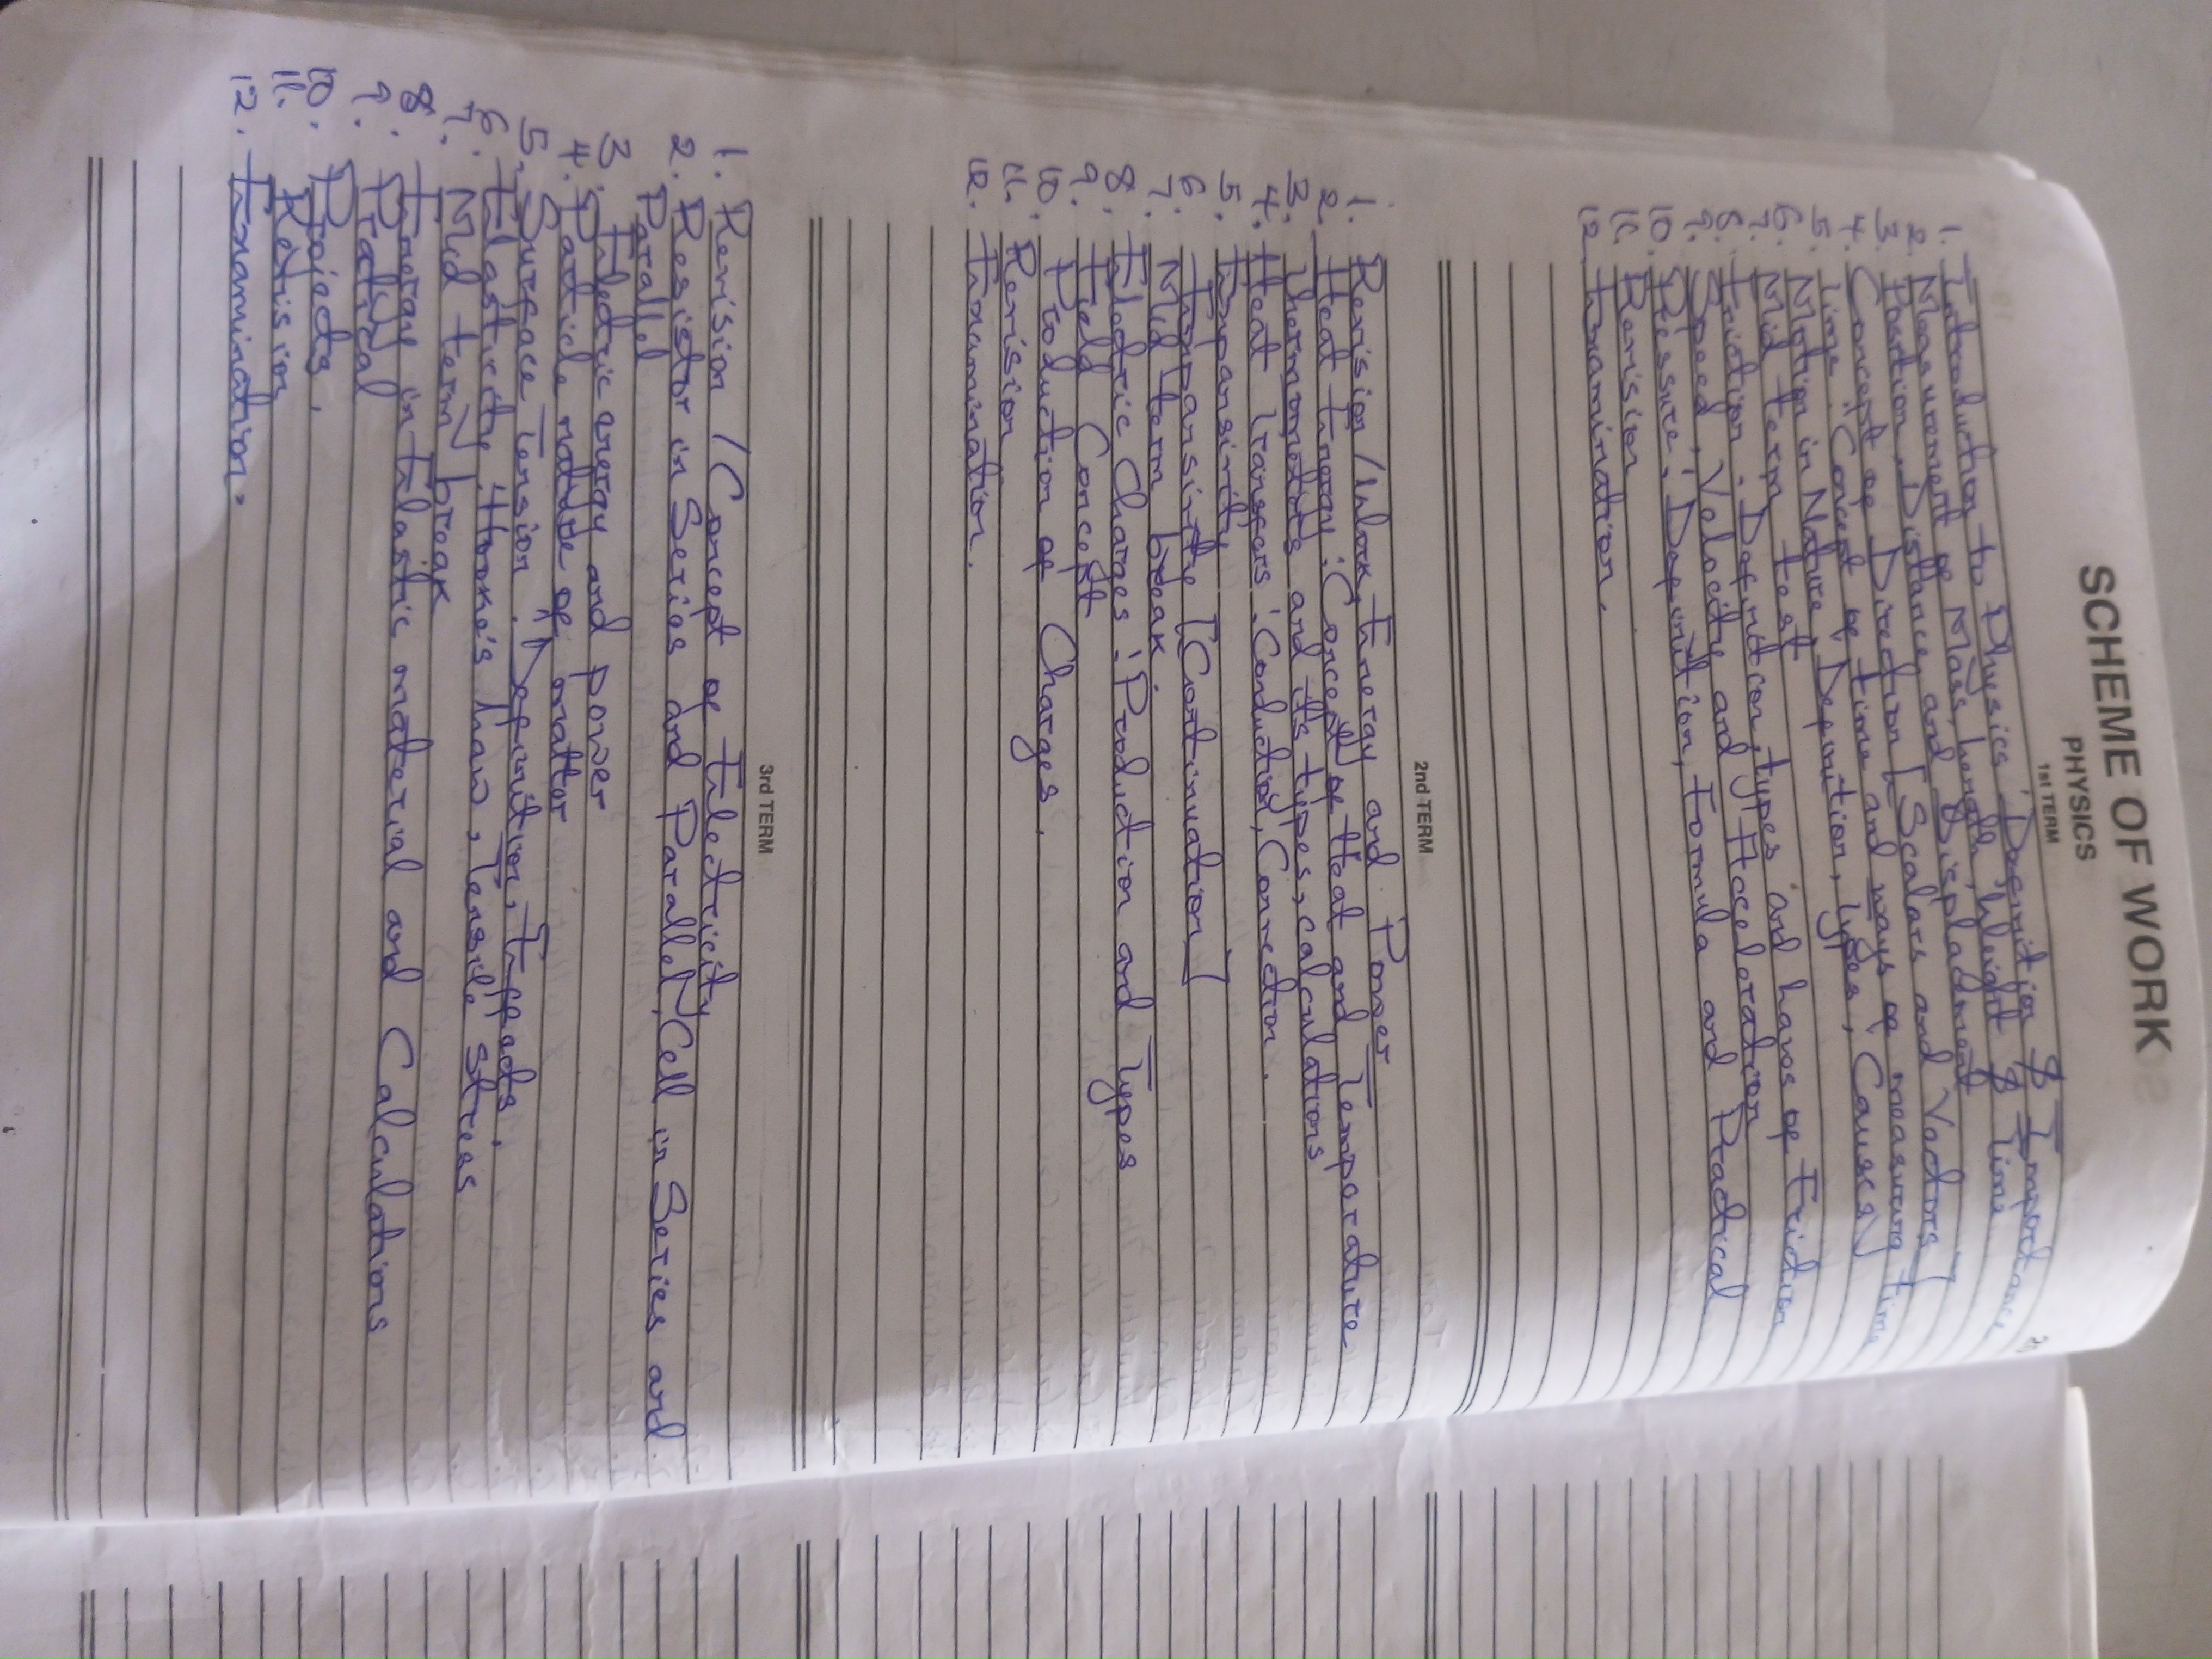 SCHEME OF WORK
PHYSICS
1st TERM
1. Introduction to Physics, Definition & Importance
2. Measurement of Mass, Length, Weight & Time
3. Position, Distance, and Displacement
4. Concept of Direction [Scalars and Vectors]
5. Time: Concept of time and ways of measuring time
6. Motion in Nature, Definition, Types, Causes
7. Mid term test
8. Friction: Definition, types and laws of Friction
9. Speed, Velocity and Acceleration
10. Pressure, Definition, Formula and Practical
11. Revision
12. Examination.
2nd TERM
1. Revision / Work, Energy and Power
2. Heat Energy: Concept of Heat and Temperature
3. Thermometers and its types, calculations
4. Heat Transfers: Conduction, Convection.
5. Expansivity
6. Expansivity [Continuation]
7. Mid term break
8. Electric Charges: Production and Types
9. Field Concept
10. Production of Charges.
11. Revision
12. Examination.
3rd TERM
1. Revision / Concept of Electricity
2. Resistor in Series and Parallel, Cell in Series and
Parallel
3. Electric energy and power
4. Particle nature of matter
5. Surface Tension: Definition, Effects.
6. Elasticity, Hooke's Law, Tensile Stress
7. Mid term break
8. Energy in Elastic material and Calculations
9. Pratical
10. Projects.
11. Revision
12. Examination.